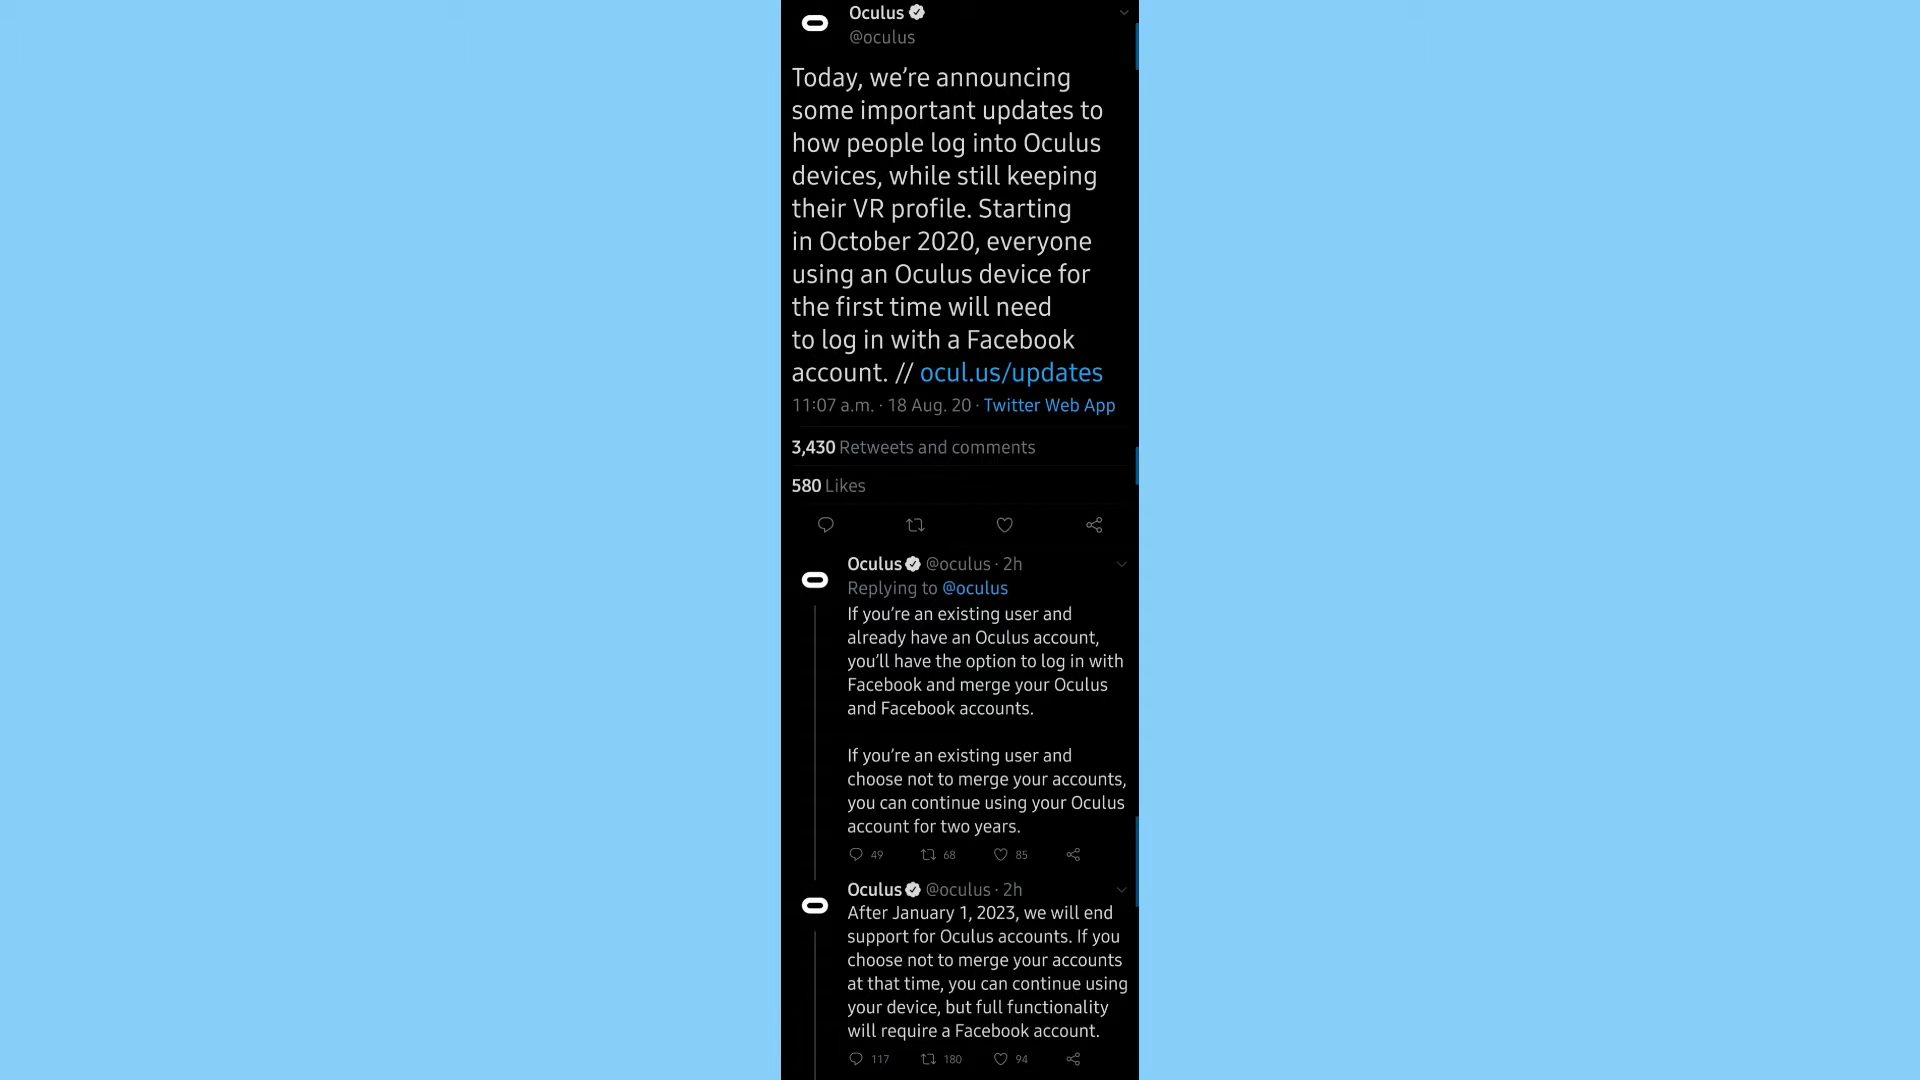 Oculus
@oculus
Today, we’re announcing
some important updates to
how people log into Oculus
devices, while still keeping
their VR profile. Starting
in October 2020, everyone
using an Oculus device for
the first time will need
to log in with a Facebook
account. // ocul.us/updates
11:07 a.m. · 18 Aug. 20 · Twitter Web App
3,430 Retweets and comments
580 Likes
Oculus @oculus · 2h
Replying to @oculus
If you’re an existing user and
already have an Oculus account,
you’ll have the option to log in with
Facebook and merge your Oculus
and Facebook accounts.
If you’re an existing user and
choose not to merge your accounts,
you can continue using your Oculus
account for two years.
49 68 85
Oculus @oculus · 2h
After January 1, 2023, we will end
support for Oculus accounts. If you
choose not to merge your accounts
at that time, you can continue using
your device, but full functionality
will require a Facebook account.
117 180 94